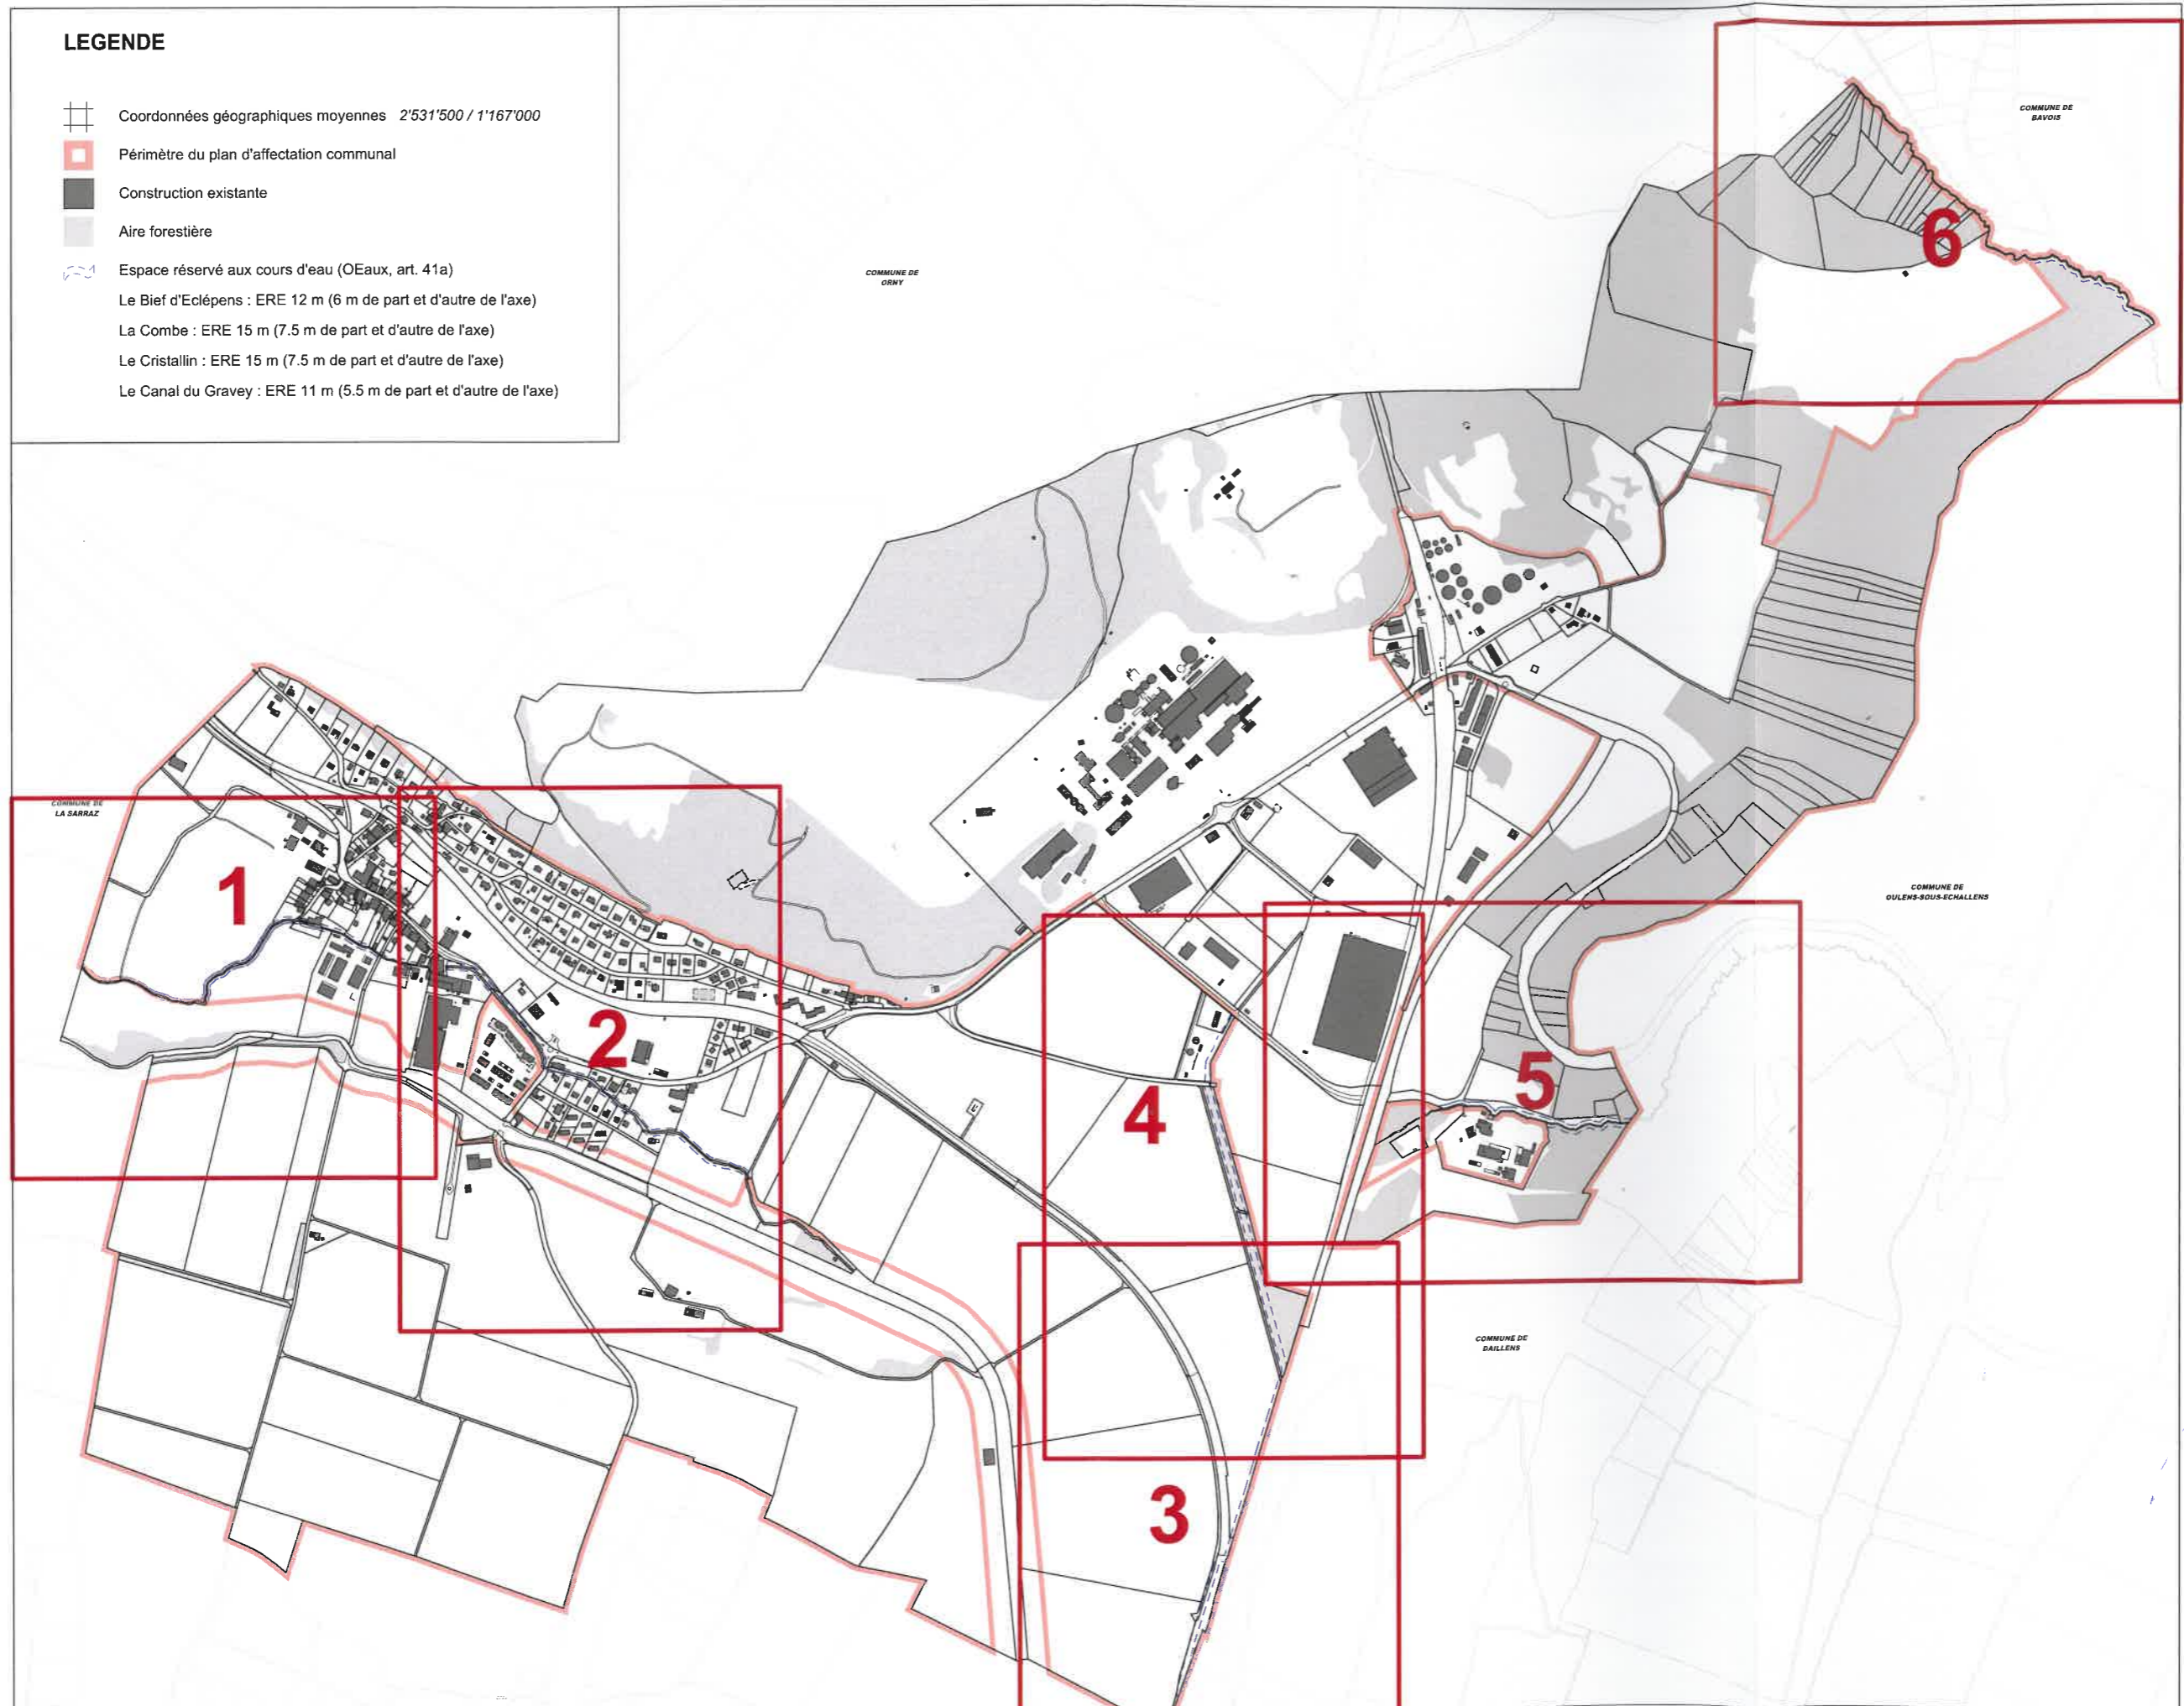 LEGENDE
Coordonnées géographiques moyennes 2'531'500 / 1'167'000
Périmètre du plan d'affectation communal
Construction existante
Aire forestière
Espace réservé aux cours d'eau (OEaux, art. 41a)
Le Bief d'Eclépens : ERE 12 m (6 m de part et d'autre de l'axe)
La Combe : ERE 15 m (7.5 m de part et d'autre de l'axe)
Le Cristallin : ERE 15 m (7.5 m de part et d'autre de l'axe)
Le Canal du Gravey : ERE 11 m (5.5 m de part et d'autre de l'axe)
COMMUNE DE
BAVOIS
6
COMMUNE DE
ORNY
COMMUNE DE
LA SARRAZ
1
COMMUNE DE
OULENS-SOUS-ECHALLENS
2
5
4
COMMUNE DE
DAILLENS
3